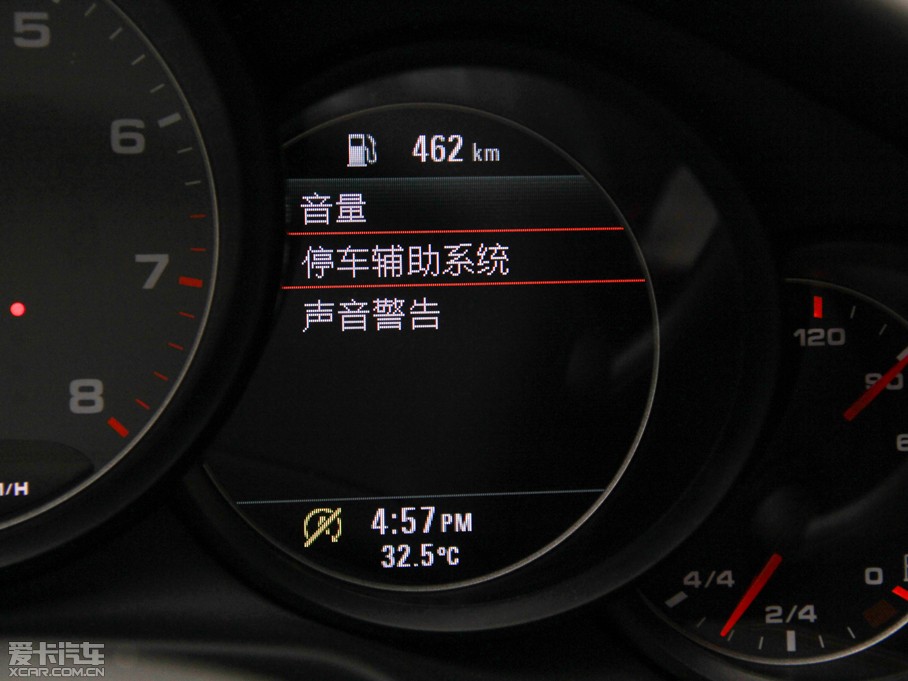 5
6
7
8
M/H
462 km
音量
停车辅助系统
声音警告
4:57 PM
32.5°C
120
90
4/4
2/4
0
爱卡汽车
XCAR.COM.CN